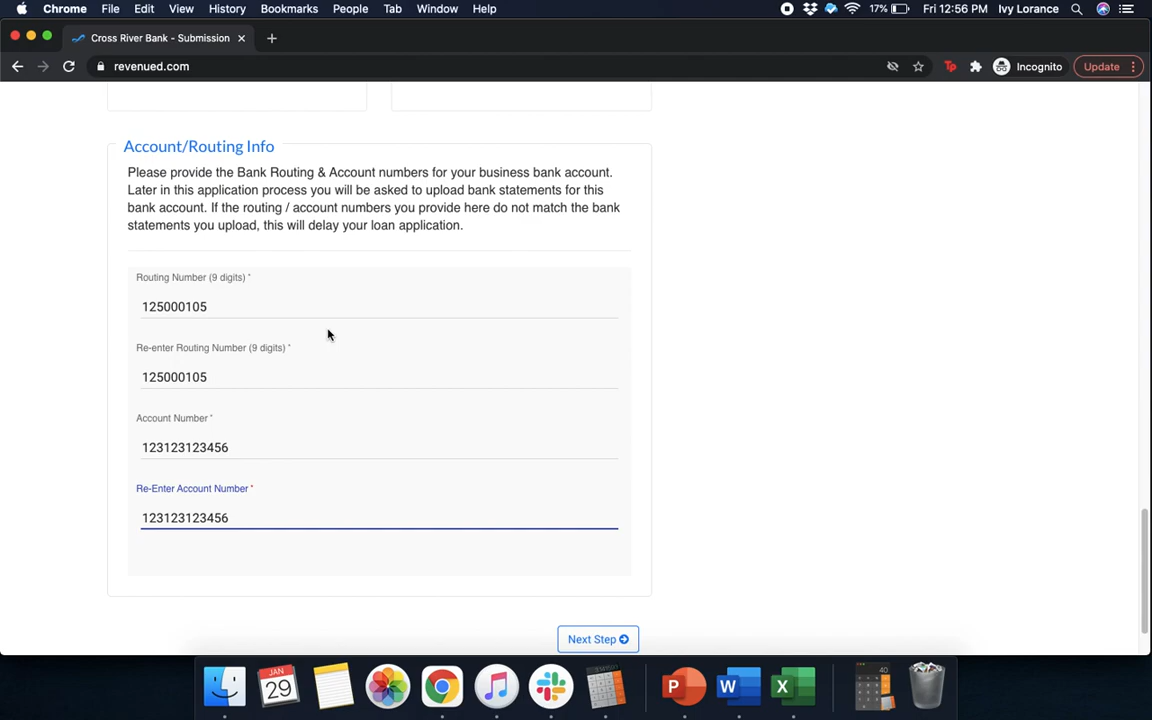 Chrome File Edit View History Bookmarks People Tab Window Help 17% Fri 12:56 PM Ivy Lorance
Cross River Bank - Submission
revenued.com Incognito Update
Account/Routing Info
Please provide the Bank Routing & Account numbers for your business bank account.
Later in this application process you will be asked to upload bank statements for this
bank account. If the routing / account numbers you provide here do not match the bank
statements you upload, this will delay your loan application.
Routing Number (9 digits) *
125000105
Re-enter Routing Number (9 digits) *
125000105
Account Number *
123123123456
Re-Enter Account Number *
123123123456
Next Step
JAN
29
P W X 40